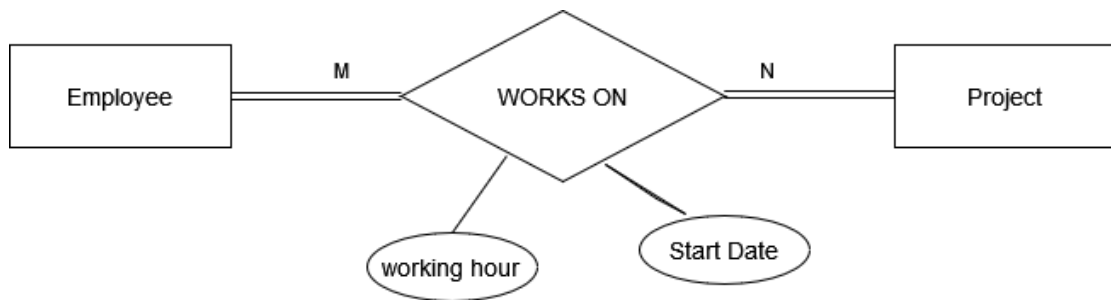 M
N
Employee
WORKS ON
Project
working hour
Start Date